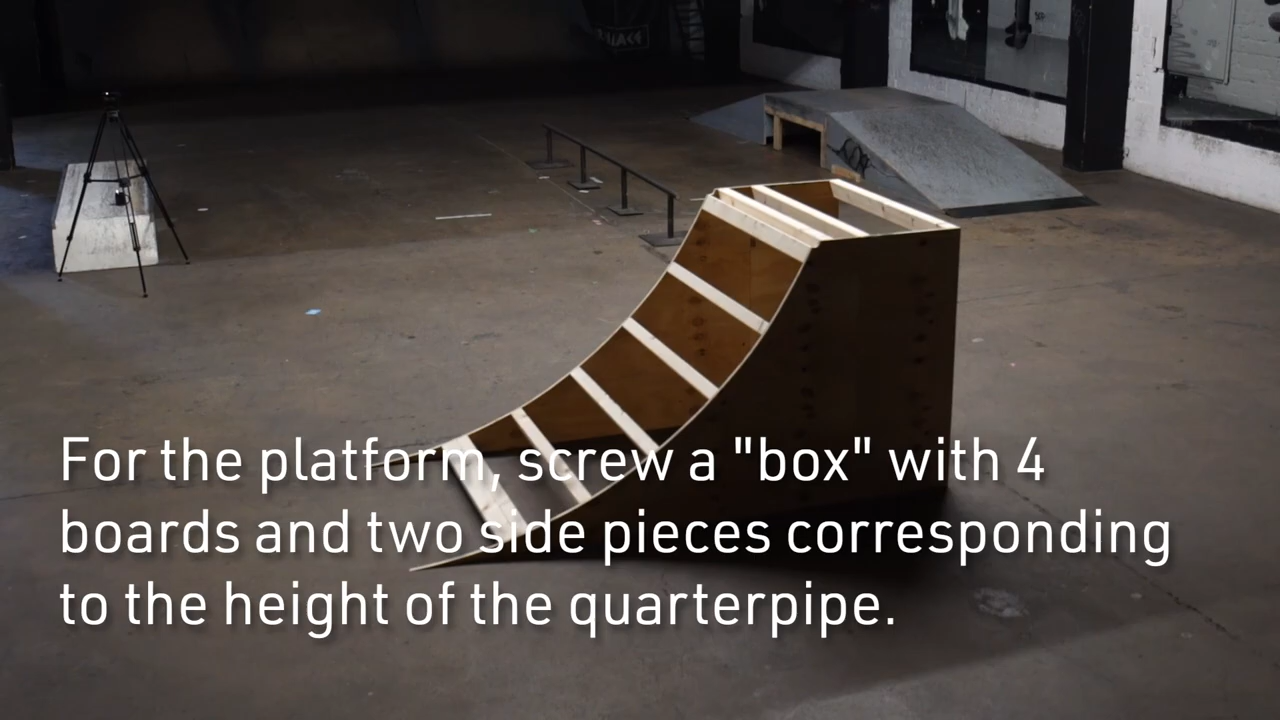 For the platform, screw a "box" with 4
boards and two side pieces corresponding
to the height of the quarterpipe.